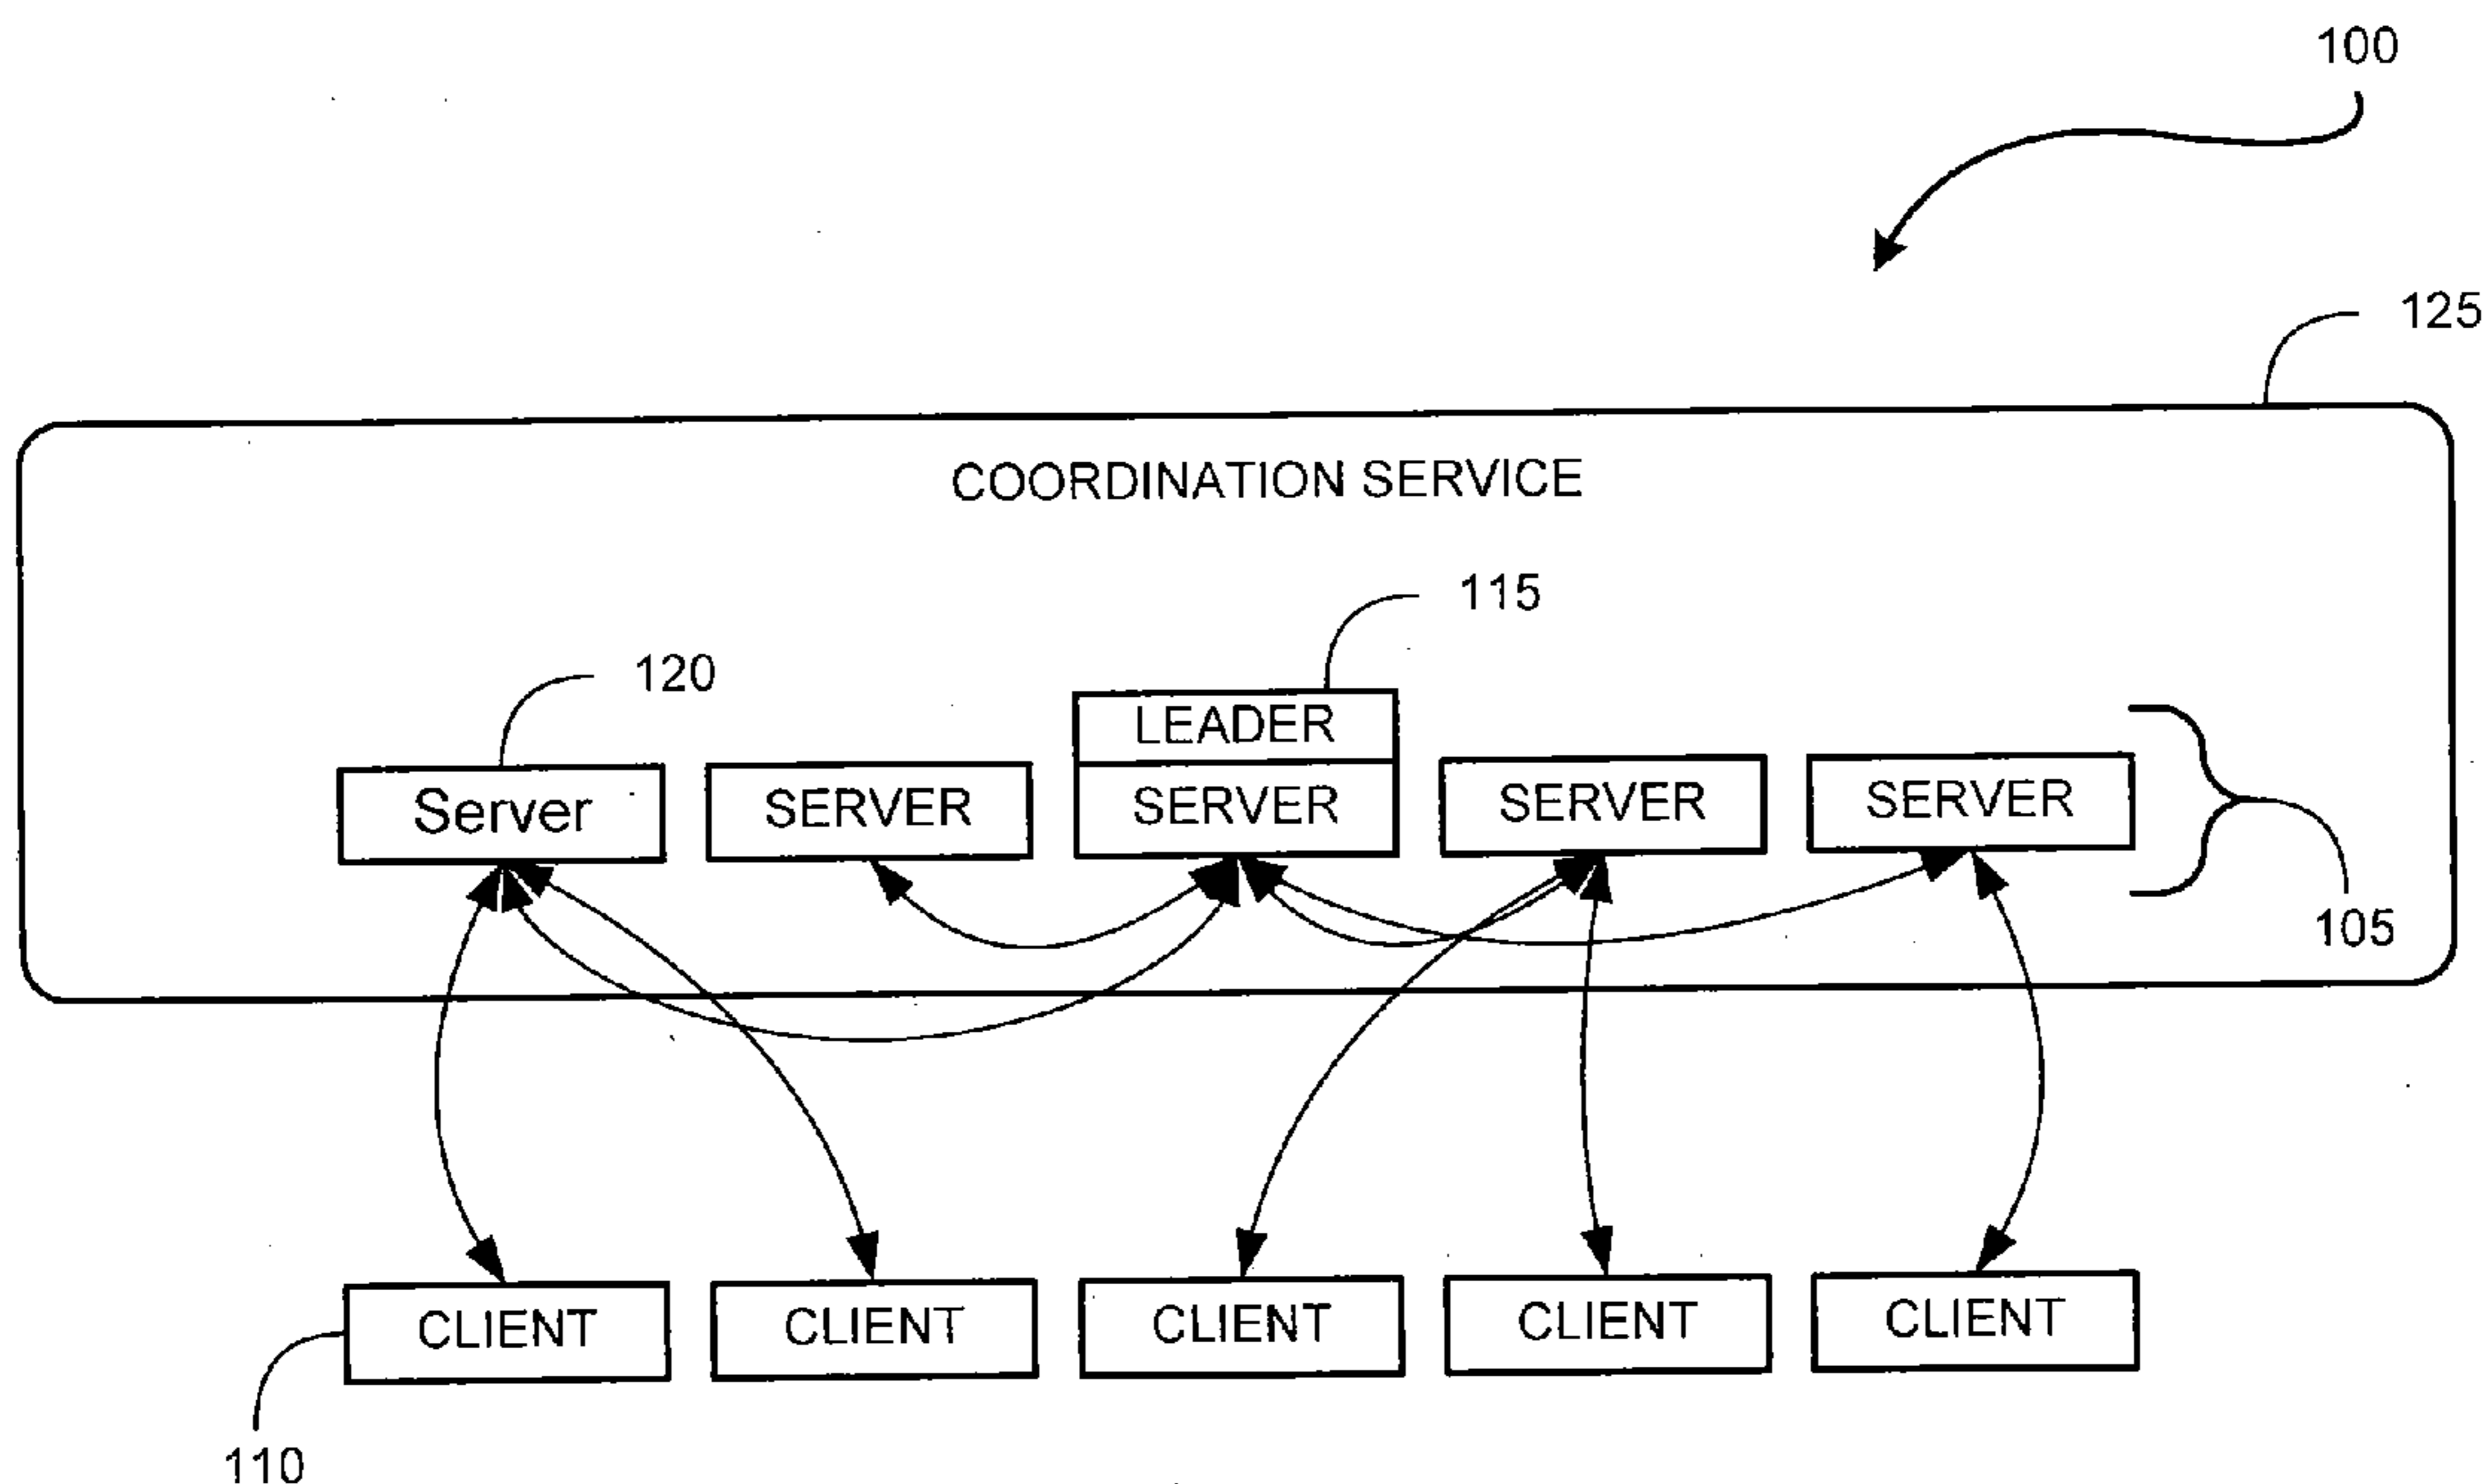 100
125
COORDINATION SERVICE
115
120
LEADER
Server
SERVER
SERVER
SERVER
SERVER
105
CLIENT
CLIENT
CLIENT
CLIENT
CLIENT
110